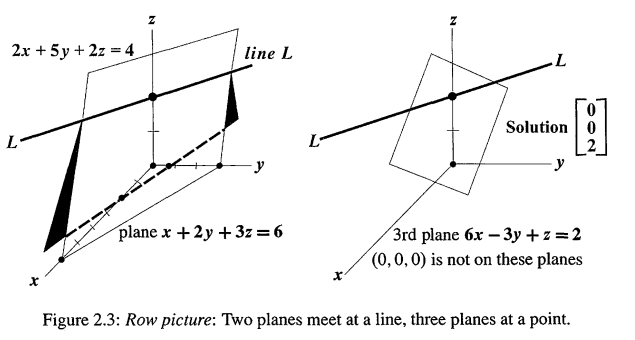 z
2x + 5y + 2z = 4
line L
L
y
plane x + 2y + 3z = 6
x
z
L
Solution [0 0 2]
L
y
3rd plane 6x − 3y + z = 2
(0, 0, 0) is not on these planes
x
Figure 2.3: Row picture: Two planes meet at a line, three planes at a point.